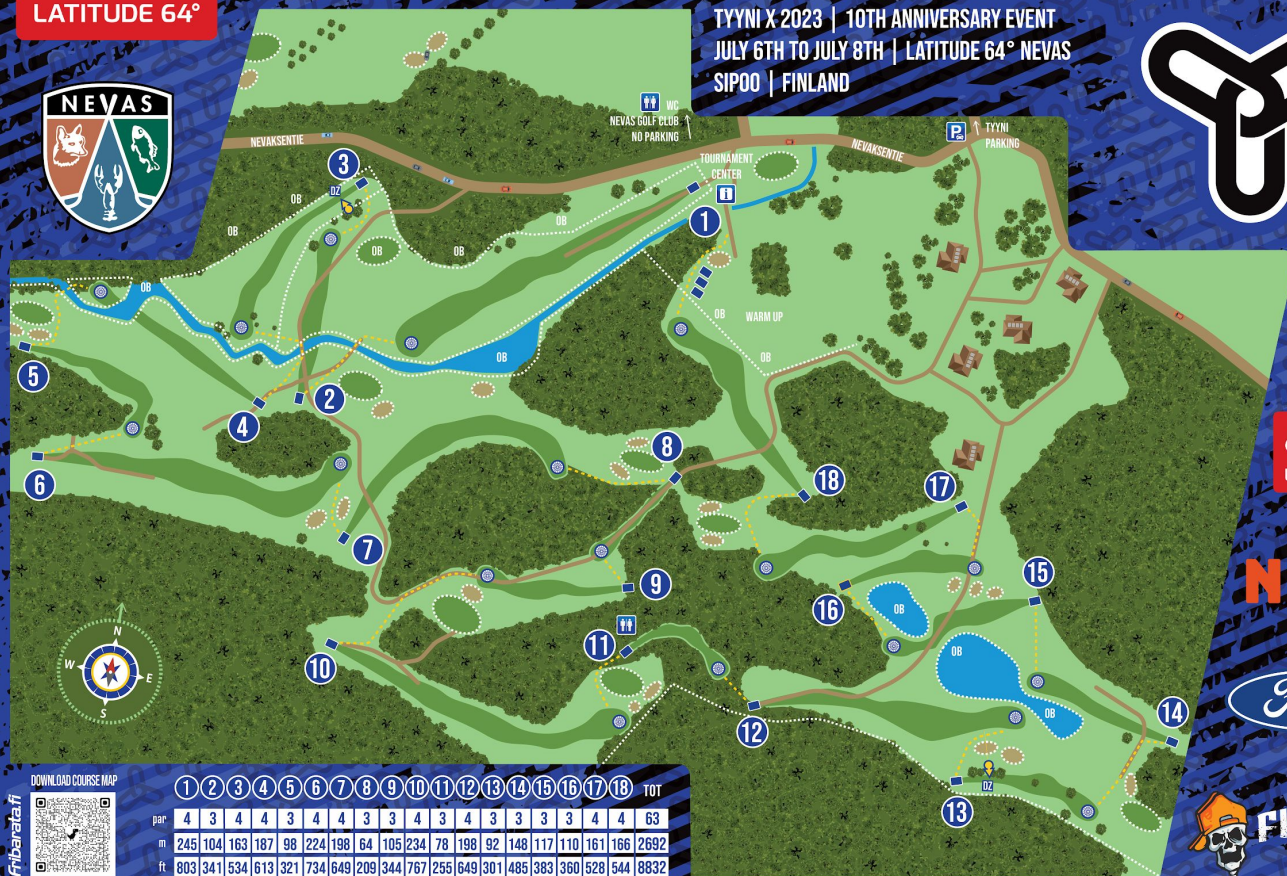 LATITUDE 64°
TYYNI X 2023 | 10TH ANNIVERSARY EVENT
JULY 6TH TO JULY 8TH | LATITUDE 64° NEVAS
SIPOO | FINLAND
NEVAS
WC
NEVAS GOLF CLUB
NO PARKING
NEVAKSENTIE
TOURNAMENT
CENTER
NEVAKSENTIE
P
TYYNI
PARKING
3
DZ
OB
OB
OB
OB
OB
i
1
OB
OB
OB
WARM UP
OB
5
4
2
8
6
7
18
17
9
16
15
OB
OB
OB
10
11
12
14
13
DZ
N
W
E
S
DOWNLOAD COURSE MAP
fribarata.fi
1 2 3 4 5 6 7 8 9 10 11 12 13 14 15 16 17 18 TOT
par 4 3 4 4 3 4 4 3 3 4 3 4 3 3 3 3 4 4 63
m 245 104 163 187 98 224 198 64 105 234 78 198 92 148 117 110 161 166 2692
ft 803 341 534 613 321 734 649 209 344 767 255 649 301 485 383 360 528 544 8832